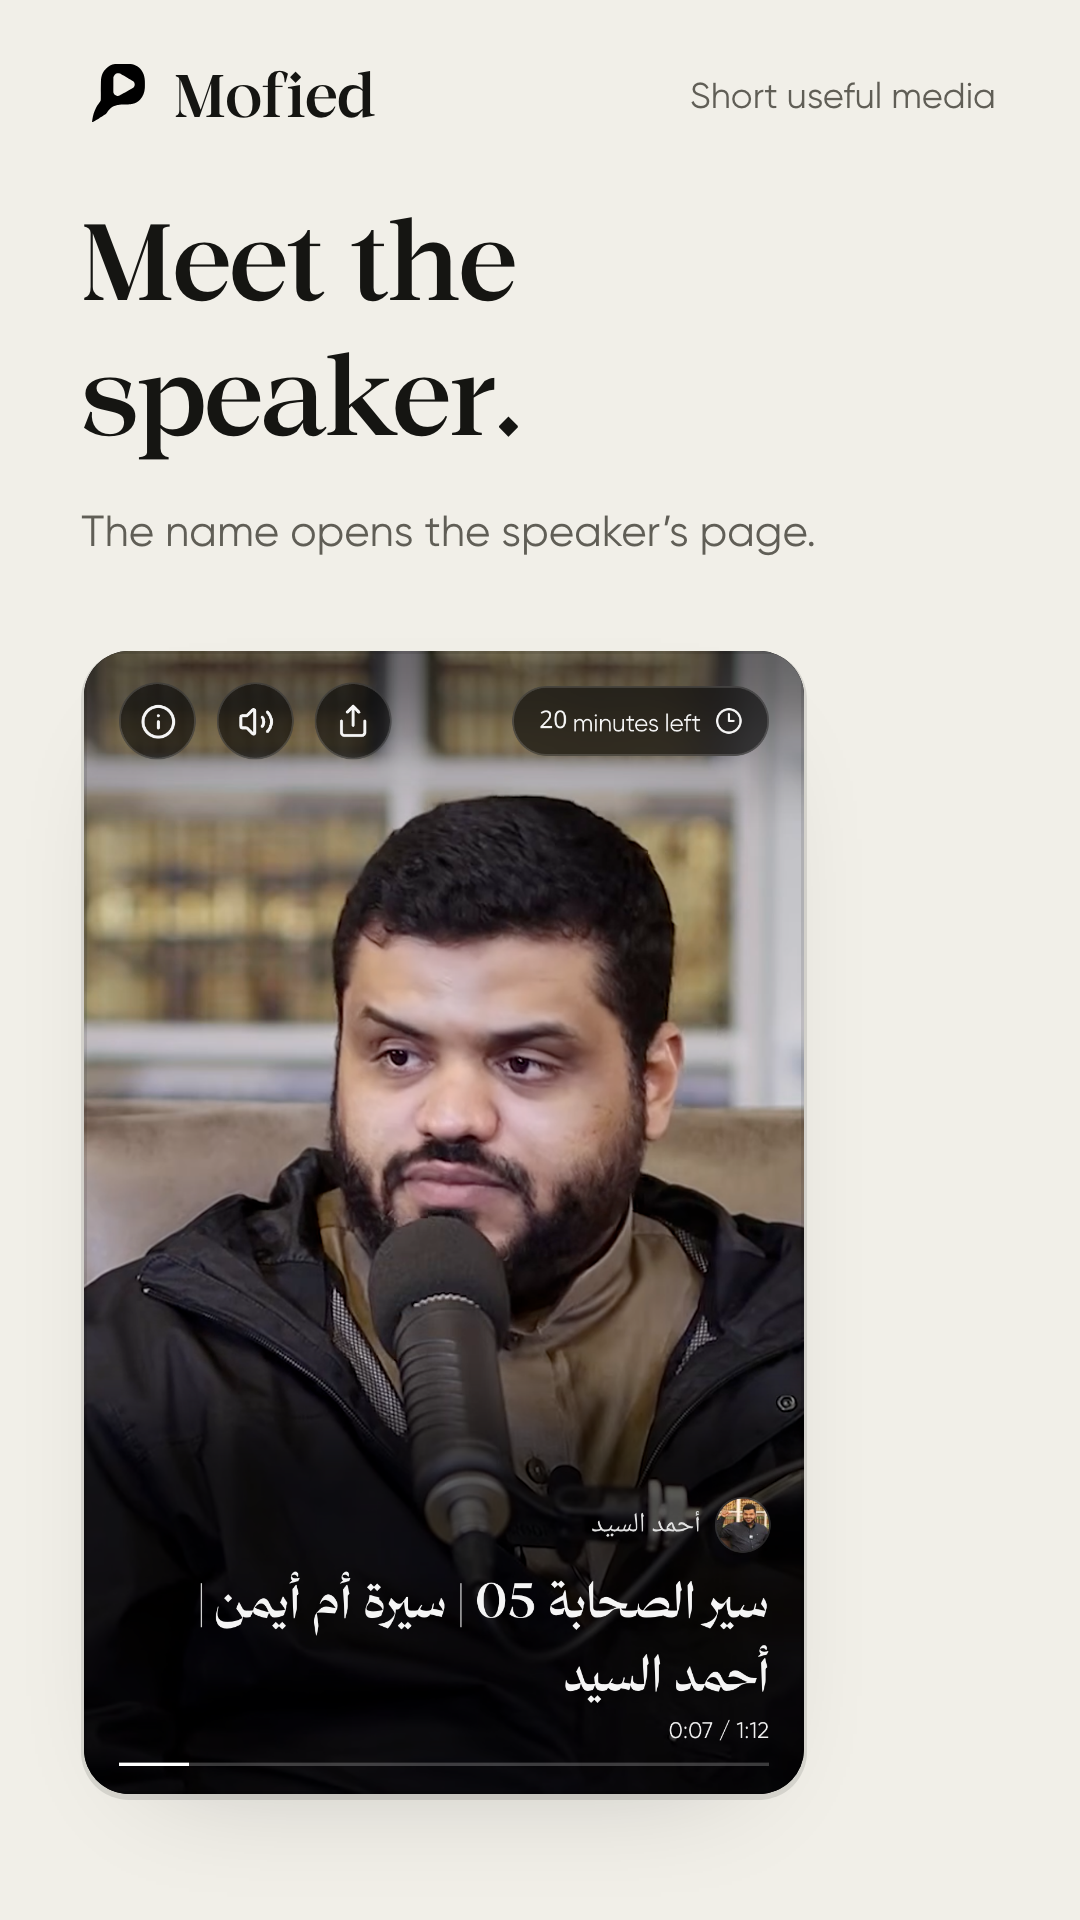 Mofied
Short useful media
Meet the
speaker.
The name opens the speaker’s page.
20 minutes left
أحمد السيد
سير الصحابة 05 | سيرة أم أيمن |
أحمد السيد
0:07 / 1:12